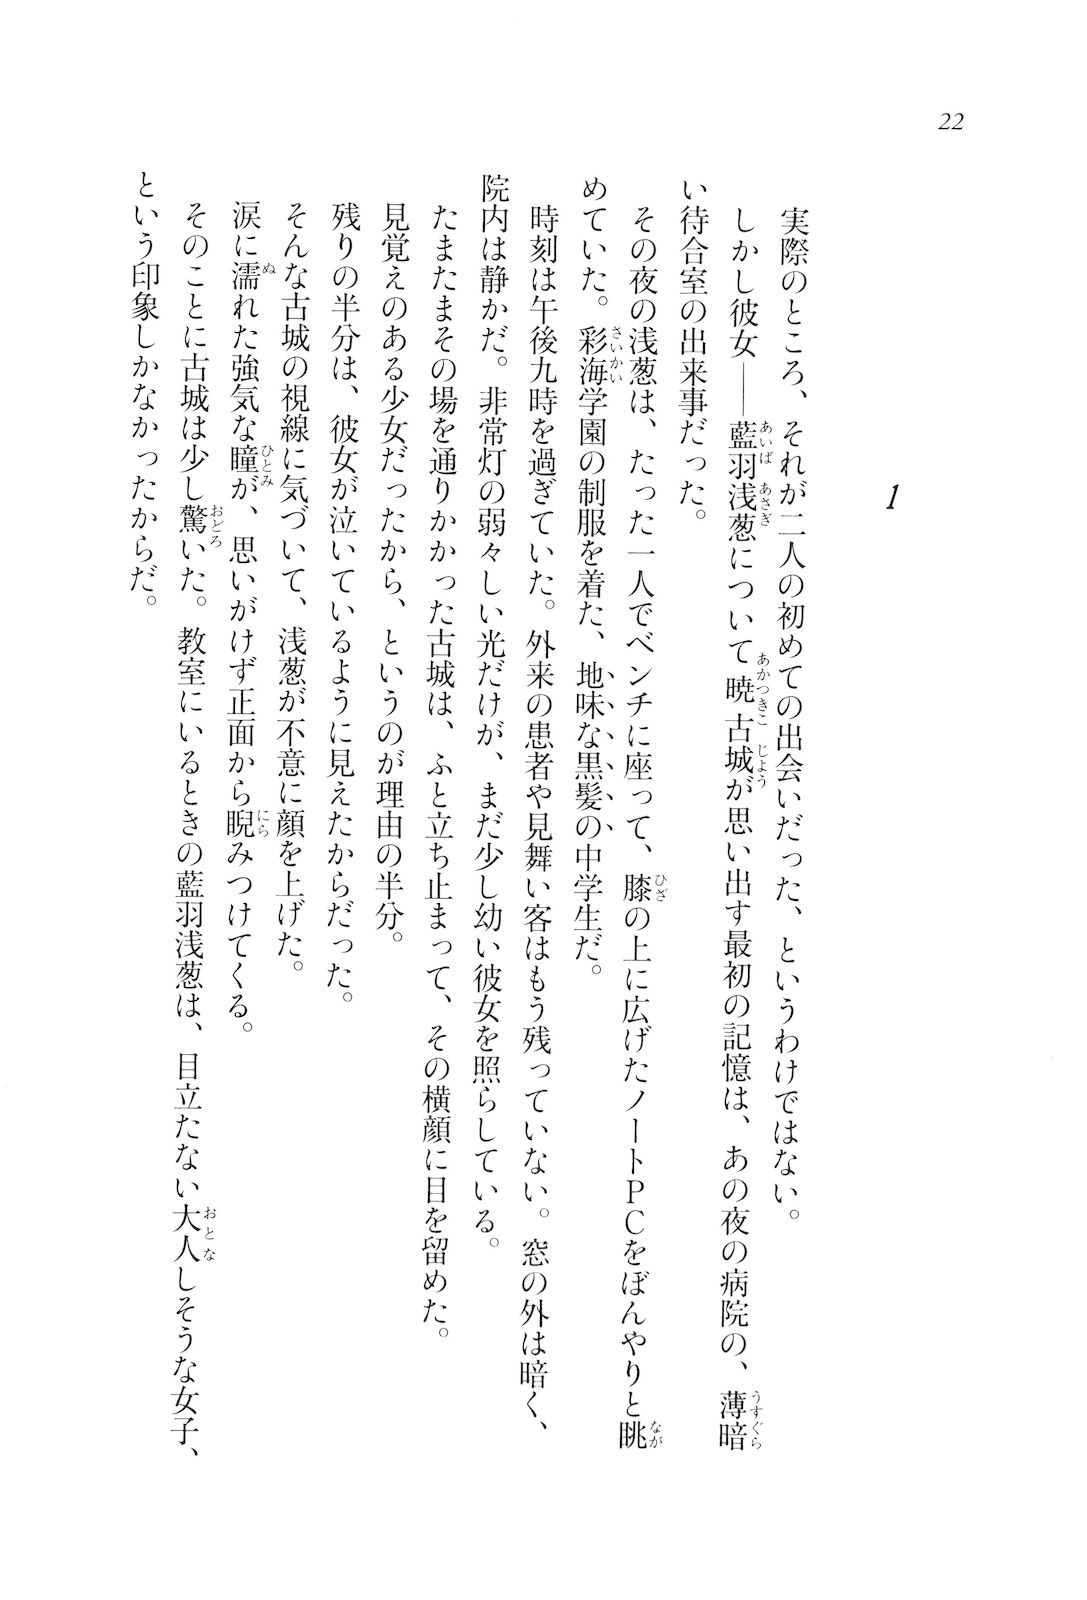 22
1
実際のところ、それが二人の初めての出会いだった、というわけではない。
しかし彼女――藍羽浅葱について暁古城が思い出す最初の記憶は、あの夜の病院の、薄暗
い待合室の出来事だった。
その夜の浅葱は、たった一人でベンチに座って、膝の上に広げたノートPCをぼんやりと眺
めていた。彩海学園の制服を着た、地味な黒髪の中学生だ。
時刻は午後九時を過ぎていた。外来の患者や見舞い客はもう残っていない。窓の外は暗く、
院内は静かだ。非常灯の弱々しい光だけが、まだ少し幼い彼女を照らしている。
たまたまその場を通りかかった古城は、ふと立ち止まって、その横顔に目を留めた。
見覚えのある少女だったから、というのが理由の半分。
残りの半分は、彼女が泣いているように見えたからだった。
そんな古城の視線に気づいて、浅葱が不意に顔を上げた。
涙に濡れた強気な瞳が、思いがけず正面から睨みつけてくる。
そのことに古城は少し驚いた。教室にいるときの藍羽浅葱は、目立たない大人しそうな女子、
という印象しかなかったからだ。